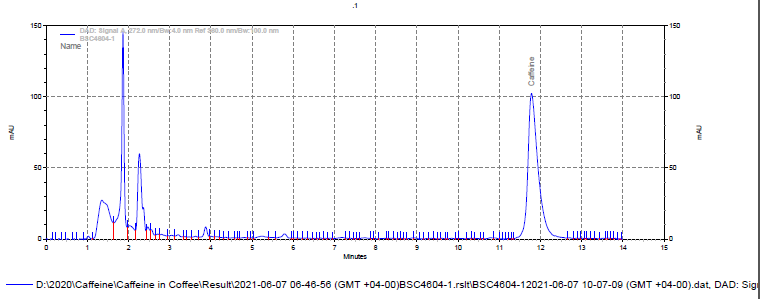 .1
150
100
50
0
mAU
DAD: Signal A, 272.0 nm/Bw:4.0 nm Ref 360.0 nm/Bw:100.0 nm
BSC4604-1
Name
Caffeine
150
100
50
0
mAU
0 1 2 3 4 5 6 7 8 9 10 11 12 13 14 15
Minutes
D:\2020\Caffeine\Caffeine in Coffee\Result\2021-06-07 06-46-56 (GMT +04-00)BSC4604-1.rslt\BSC4604-12021-06-07 10-07-09 (GMT +04-00).dat, DAD: Sig